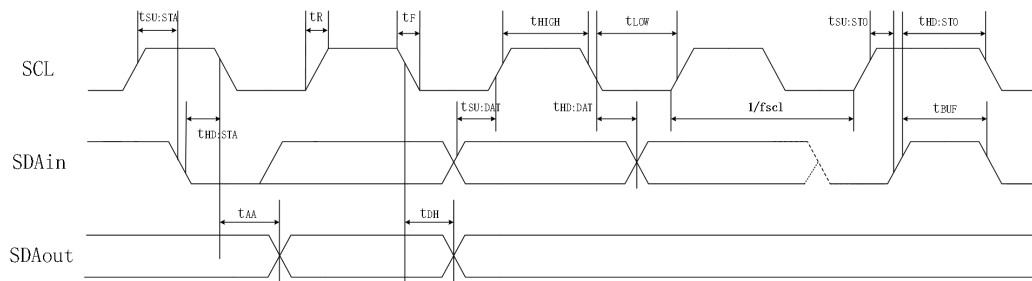 tSU:STA
tR
tF
tHIGH
tLOW
tSU:STO
tHD:STO
SCL
tHD:STA
tSU:DAT
tHD:DAT
1/fscl
tBUF
SDAin
tAA
tDH
SDAout